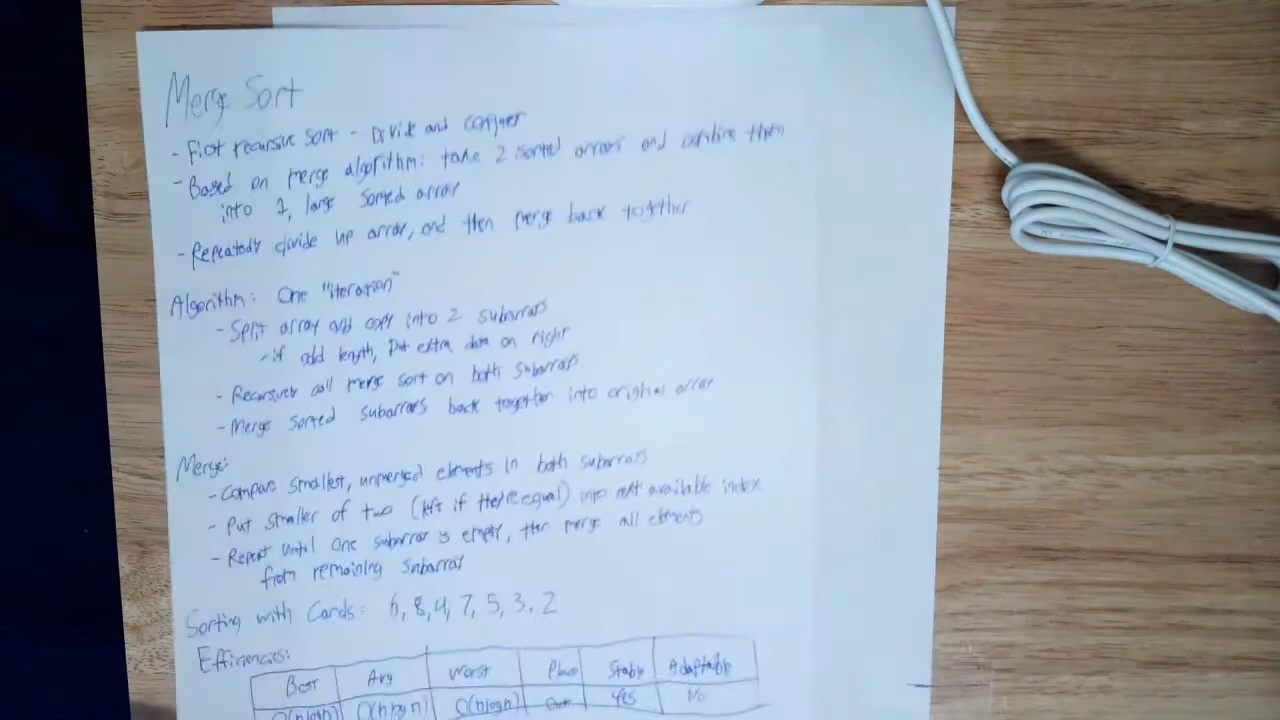 Merge Sort
- First recursive sort - Divide and conquer
- Based on merge algorithm: take 2 sorted arrays and combine them
into 1, large sorted array
- Repeatedly divide up array, and then merge back together
Algorithm: One "iteration"
- Split array and copy into 2 subarrays
- if odd length, put extra data on right
- Recursively call merge sort on both subarrays
- Merge sorted subarrays back together into original array
Merge:
- Compare smallest, unmerged elements in both subarrays
- Put smaller of two (left if they're equal) into next available index
- Repeat until one subarray is empty, then merge all elements
from remaining subarray
Sorting with Cards: 6, 8, 4, 7, 5, 3, 2
Efficiencies:
Best Avg Worst Place Stable Adaptable
O(nlogn) O(nlogn) O(nlogn) Out Yes No